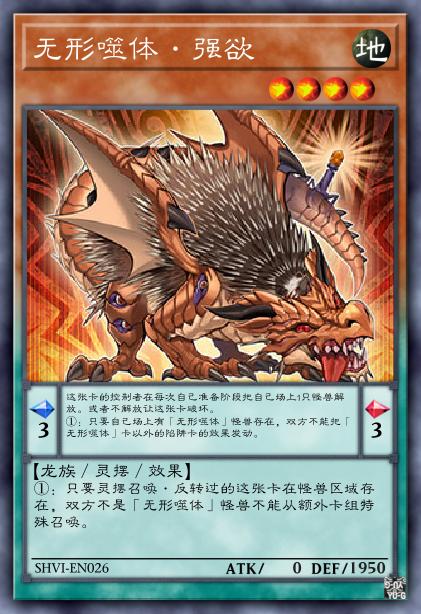 无形噬体・强欲
地
这张卡的控制者在每次自己准备阶段把自己场上1只怪兽解
放。或者不解放让这张卡破坏。
①：只要自己场上有「无形噬体」怪兽存在，双方不能把「
无形噬体」卡以外的陷阱卡的效果发动。
3
3
【龙族／灵摆／效果】
①：只要灵摆召唤・反转过的这张卡在怪兽区域存
在，双方不是「无形噬体」怪兽不能从额外卡组特
殊召唤。
SHVI-EN026
ATK/ 0 DEF/1950